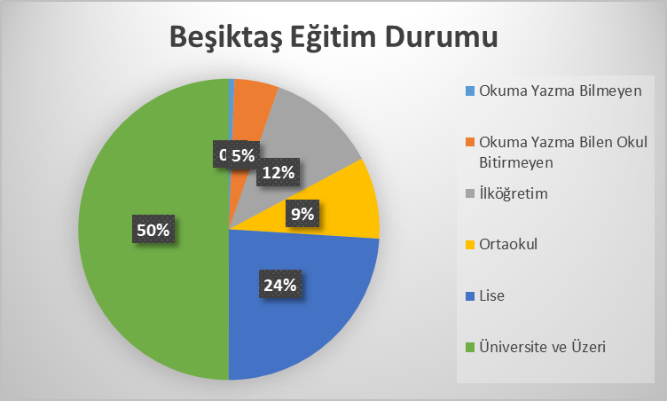 Beşiktaş Eğitim Durumu
5%
12%
9%
50%
24%
Okuma Yazma Bilmeyen
Okuma Yazma Bilen Okul
Bitirmeyen
İlköğretim
Ortaokul
Lise
Üniversite ve Üzeri